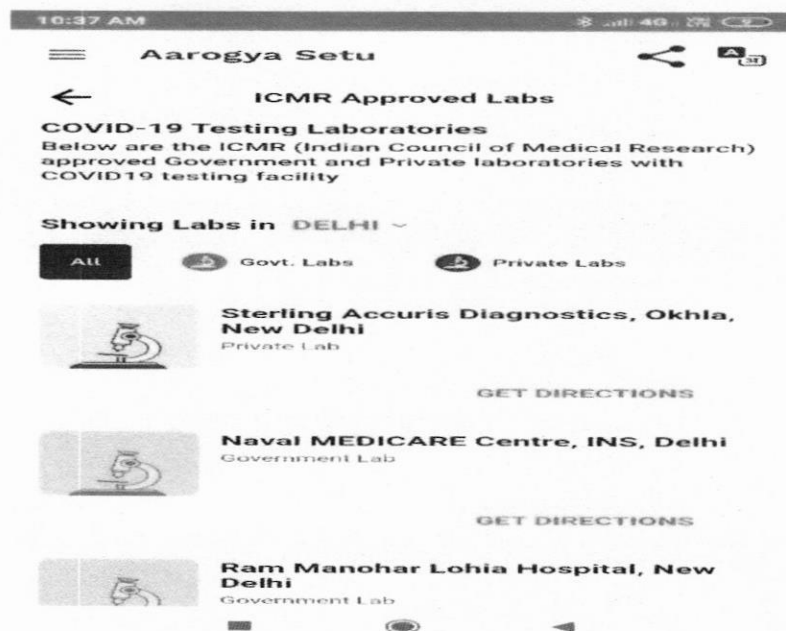 10:37 AM
4G
Aarogya Setu
A
ICMR Approved Labs
COVID-19 Testing Laboratories
Below are the ICMR (Indian Council of Medical Research)
approved Government and Private laboratories with
COVID19 testing facility
Showing Labs in DELHI
All
Govt. Labs
Private Labs
Sterling Accuris Diagnostics, Okhla,
New Delhi
Private Lab
GET DIRECTIONS
Naval MEDICARE Centre, INS, Delhi
Government Lab
GET DIRECTIONS
Ram Manohar Lohia Hospital, New
Delhi
Government Lab